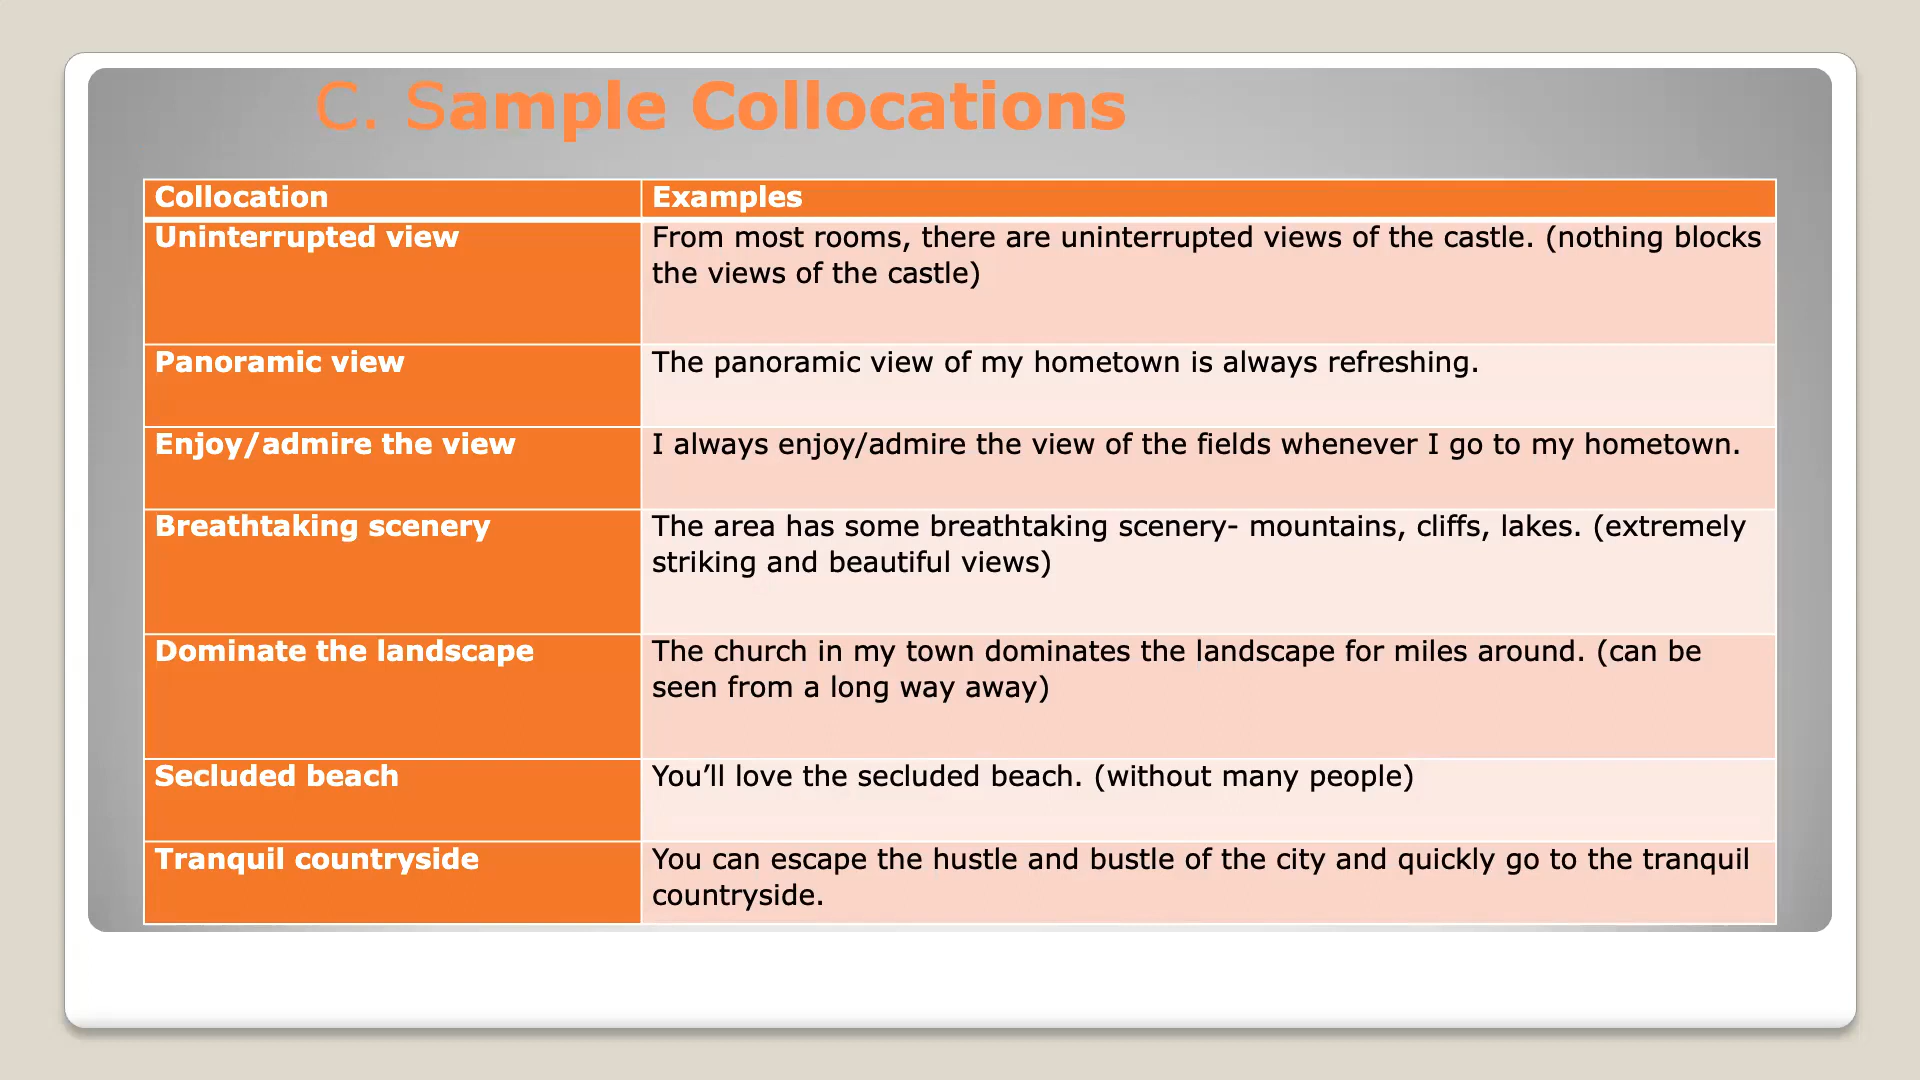 C. Sample Collocations
Collocation
Examples
Uninterrupted view
From most rooms, there are uninterrupted views of the castle. (nothing blocks
the views of the castle)
Panoramic view
The panoramic view of my hometown is always refreshing.
Enjoy/admire the view
I always enjoy/admire the view of the fields whenever I go to my hometown.
Breathtaking scenery
The area has some breathtaking scenery- mountains, cliffs, lakes. (extremely
striking and beautiful views)
Dominate the landscape
The church in my town dominates the landscape for miles around. (can be
seen from a long way away)
Secluded beach
You’ll love the secluded beach. (without many people)
Tranquil countryside
You can escape the hustle and bustle of the city and quickly go to the tranquil
countryside.